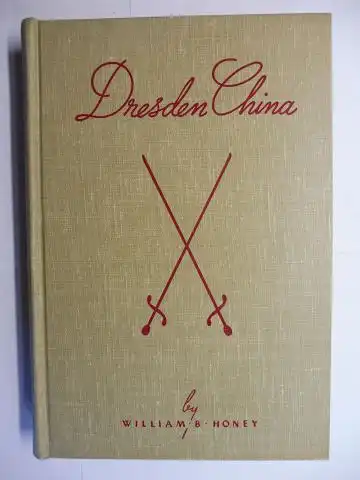 Dresden China
by
WILLIAM · B · HONEY